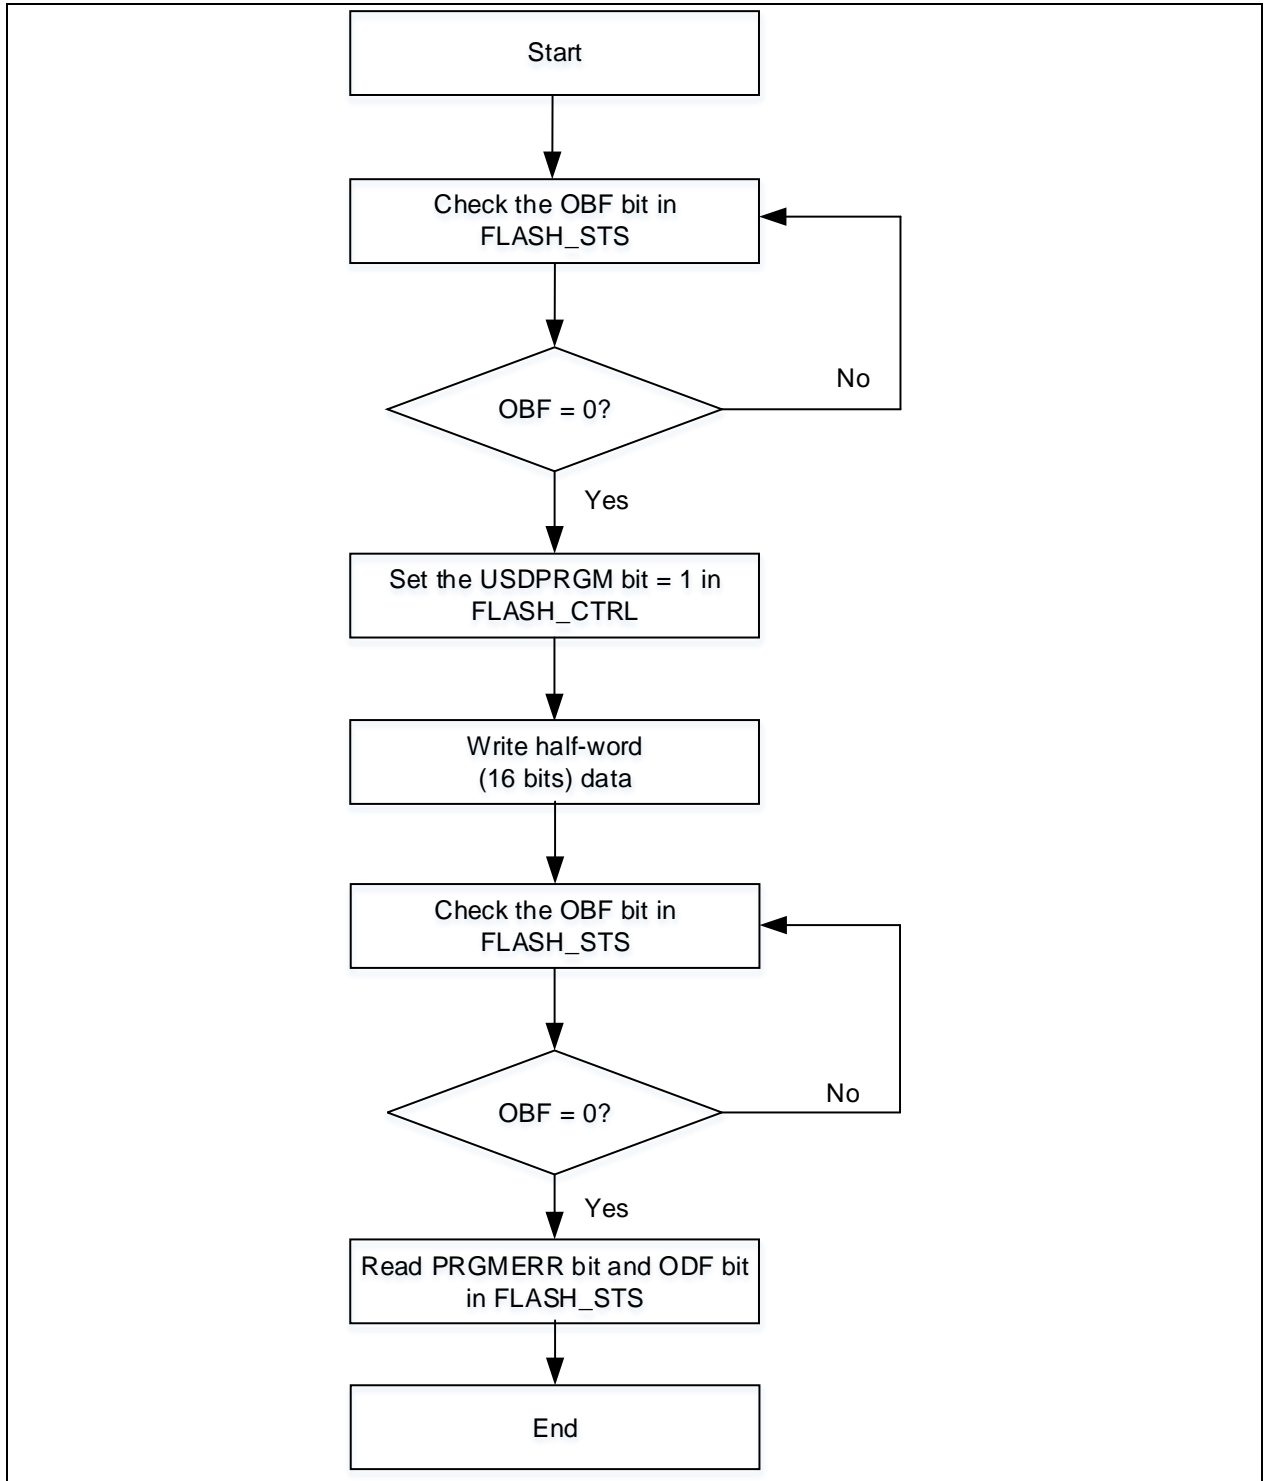 Start
Check the OBF bit in
FLASH_STS
No
OBF = 0?
Yes
Set the USDPRGM bit = 1 in
FLASH_CTRL
Write half-word
(16 bits) data
Check the OBF bit in
FLASH_STS
No
OBF = 0?
Yes
Read PRGMERR bit and ODF bit
in FLASH_STS
End